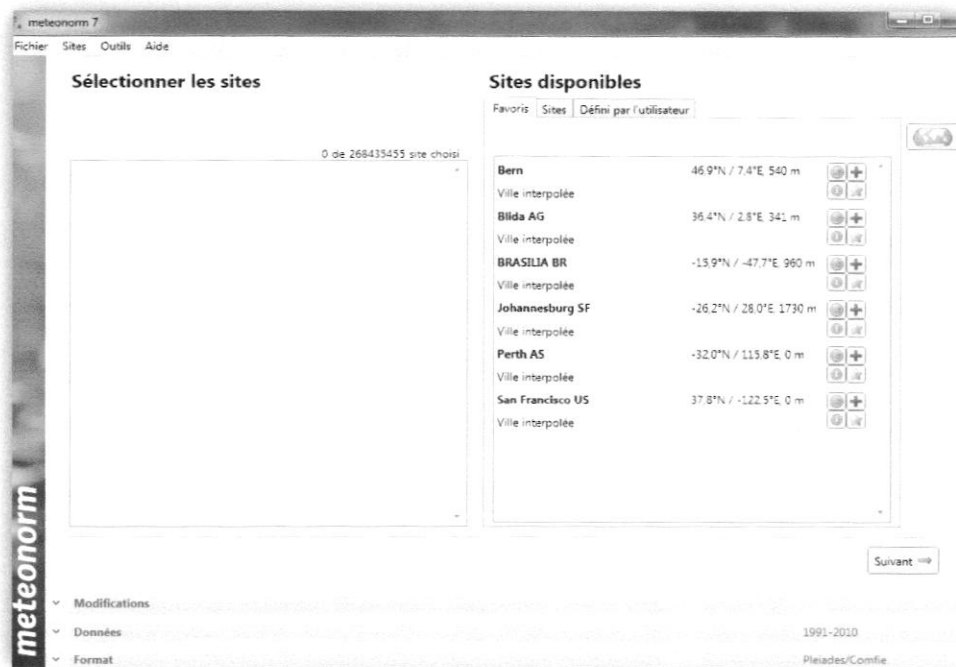 meteonorm 7
Fichier Sites Outils Aide
Sélectionner les sites
0 de 268435455 site choisi
Sites disponibles
Favoris Sites Défini par l'utilisateur
Bern 46,9°N / 7,4°E, 540 m
Ville interpolée
Blida AG 36,4°N / 2,8°E, 341 m
Ville interpolée
BRASILIA BR -15,9°N / -47,7°E, 960 m
Ville interpolée
Johannesburg SF -26,2°N / 28,0°E, 1730 m
Ville interpolée
Perth AS -32,0°N / 115,8°E, 0 m
Ville interpolée
San Francisco US 37,8°N / -122,5°E, 0 m
Ville interpolée
Suivant
meteonorm
Modifications
Données 1991-2010
Format Pleiades/Comfie